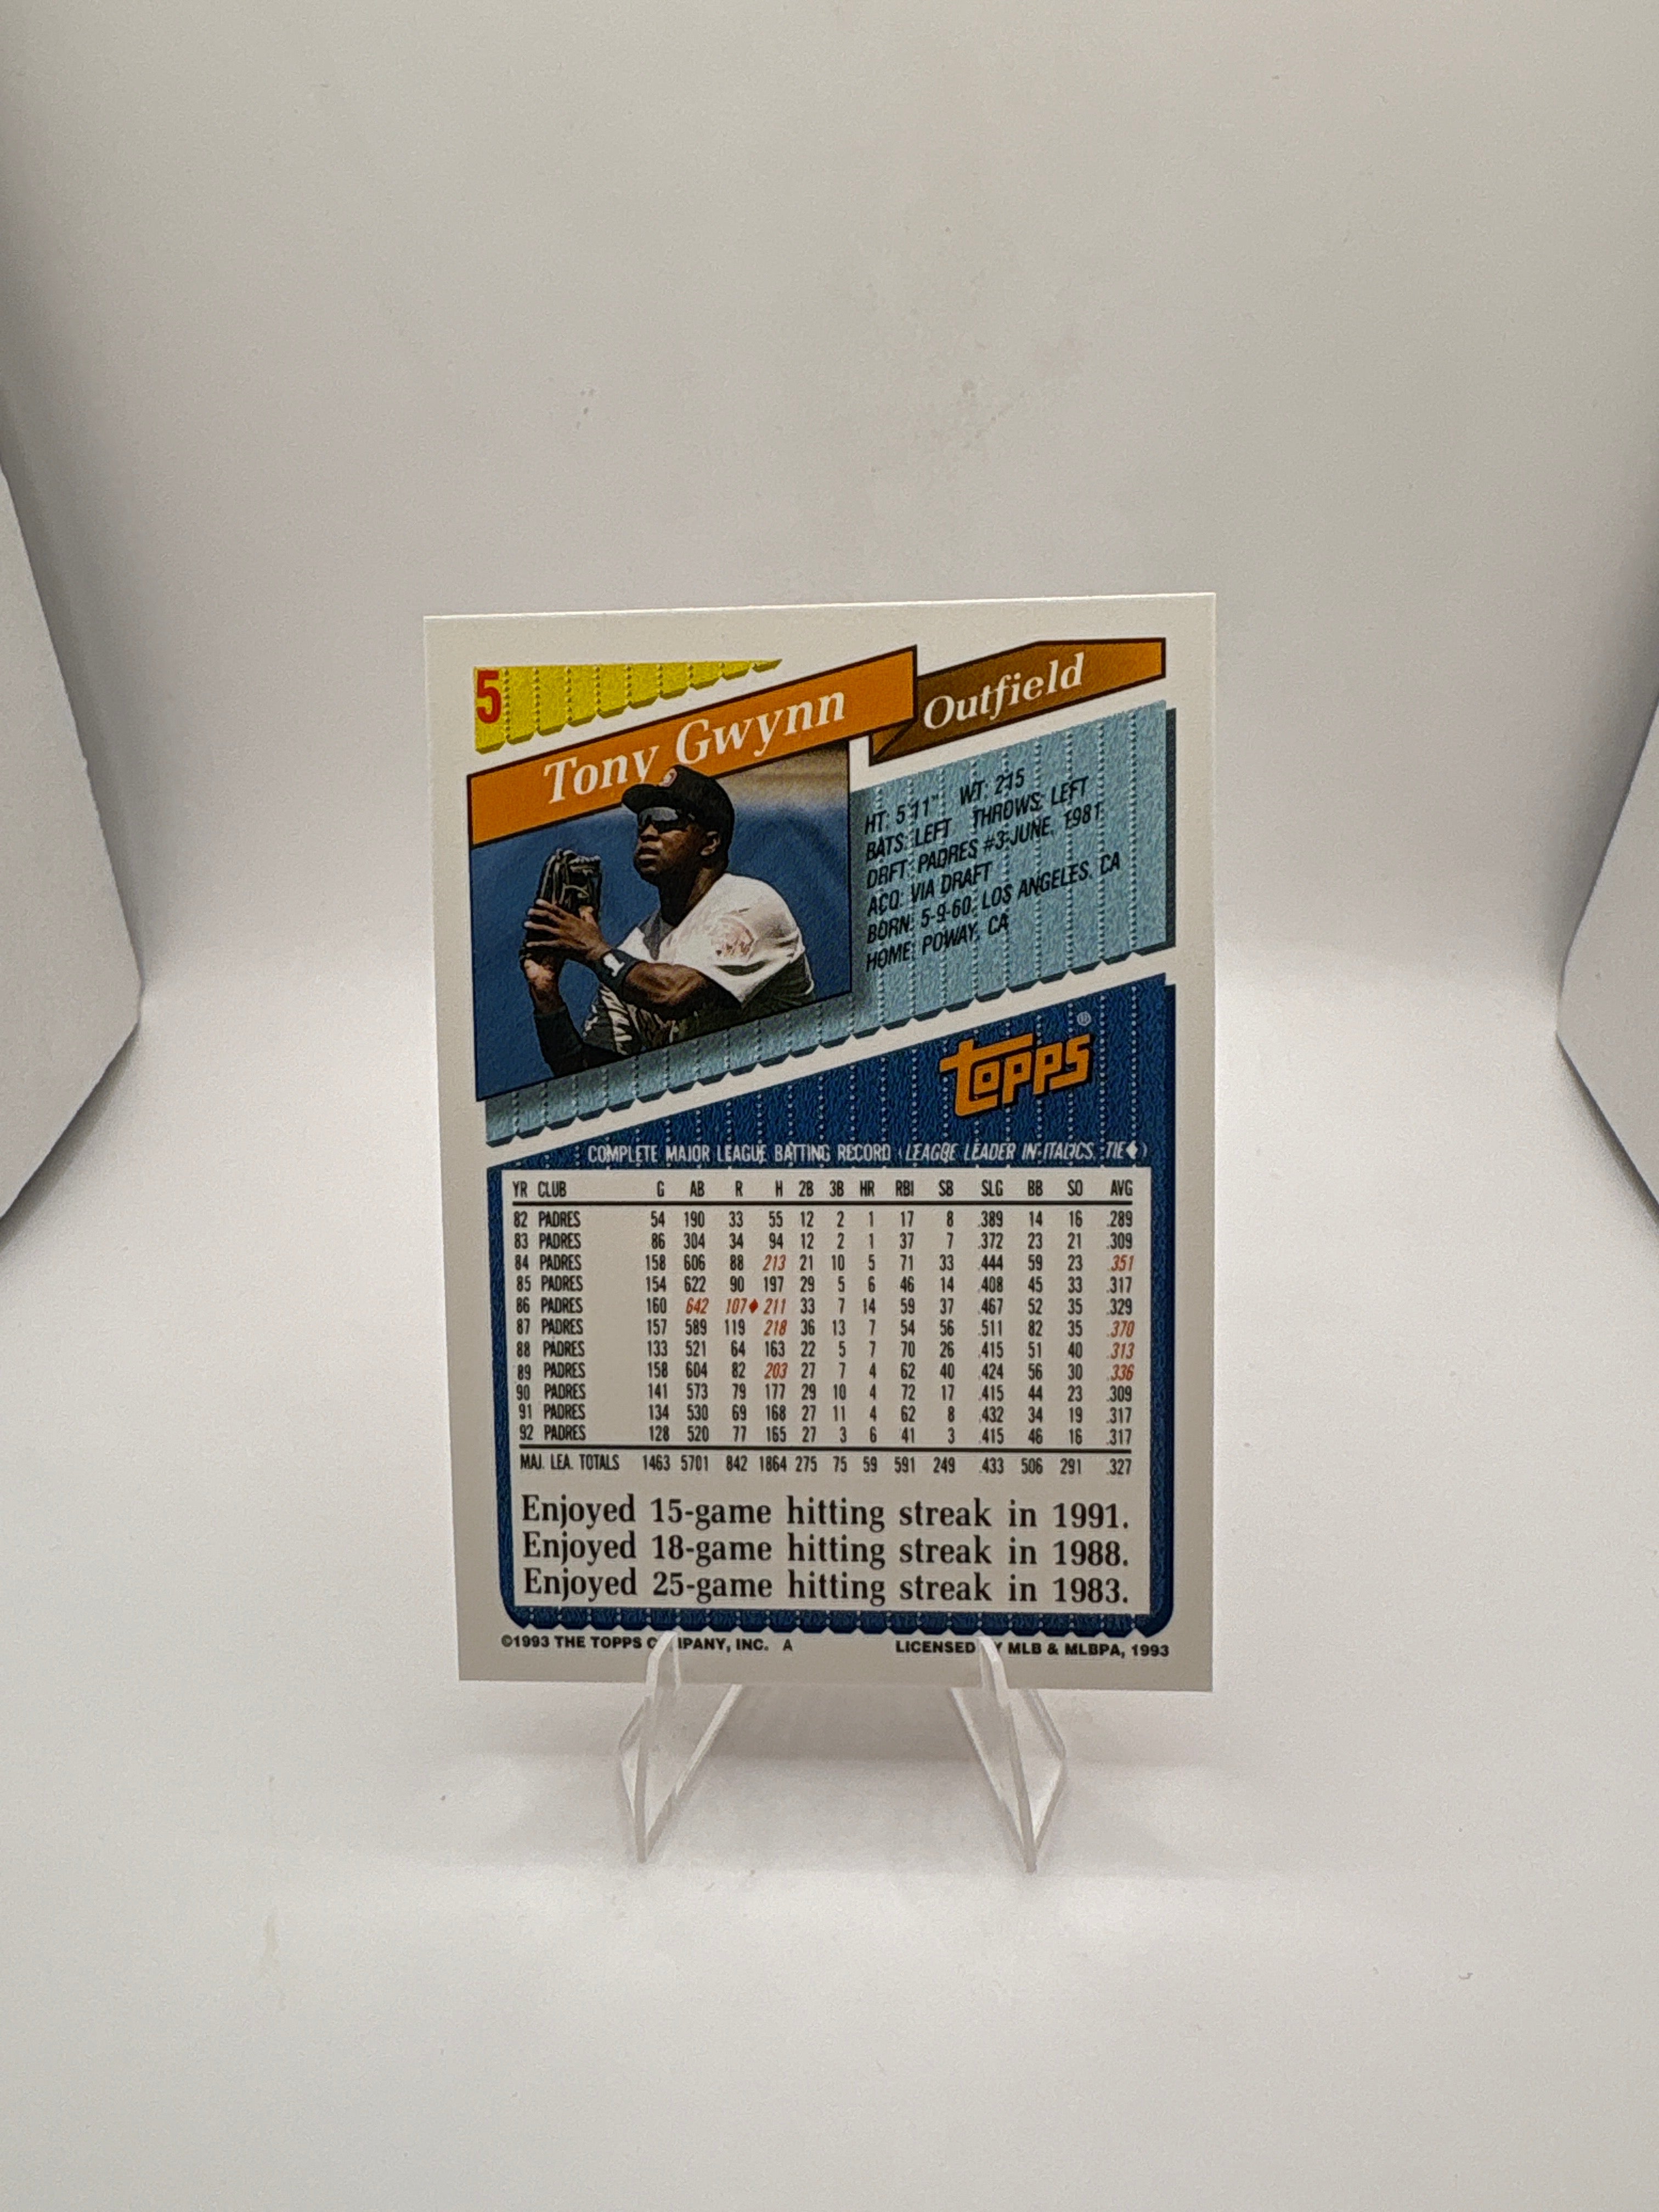 5
Tony Gwynn
Outfield
HT: 5'11" WT: 215
BATS: LEFT THROWS: LEFT
DRFT: PADRES #3-JUNE, 1981
ACQ: VIA DRAFT
BORN: 5-9-60, LOS ANGELES, CA
HOME: POWAY, CA
TOPPS®
COMPLETE MAJOR LEAGUE BATTING RECORD (LEAGUE LEADER IN ITALICS, TIE♦)
YR CLUB G AB R H 2B 3B HR RBI SB SLG BB SO AVG
82 PADRES 54 190 33 55 12 2 1 17 8 .389 14 16 .289
83 PADRES 86 304 34 94 12 2 1 37 7 .372 23 21 .309
84 PADRES 158 606 88 213 21 10 5 71 33 .444 59 23 .351
85 PADRES 154 622 90 197 29 5 6 46 14 .408 45 33 .317
86 PADRES 160 642 107♦ 211 33 7 14 59 37 .467 52 35 .329
87 PADRES 157 589 119 218 36 13 7 54 56 .511 82 35 .370
88 PADRES 133 521 64 163 22 5 7 70 26 .415 51 40 .313
89 PADRES 158 604 82 203 27 7 4 62 40 .424 56 30 .336
90 PADRES 141 573 79 177 29 10 4 72 17 .415 44 23 .309
91 PADRES 134 530 69 168 27 11 4 62 8 .432 34 19 .317
92 PADRES 128 520 77 165 27 3 6 41 3 .415 46 16 .317
MAJ. LEA. TOTALS 1463 5701 842 1864 275 75 59 591 249 .433 506 291 .327
Enjoyed 15-game hitting streak in 1991.
Enjoyed 18-game hitting streak in 1988.
Enjoyed 25-game hitting streak in 1983.
©1993 THE TOPPS COMPANY, INC. A LICENSED BY MLB & MLBPA, 1993